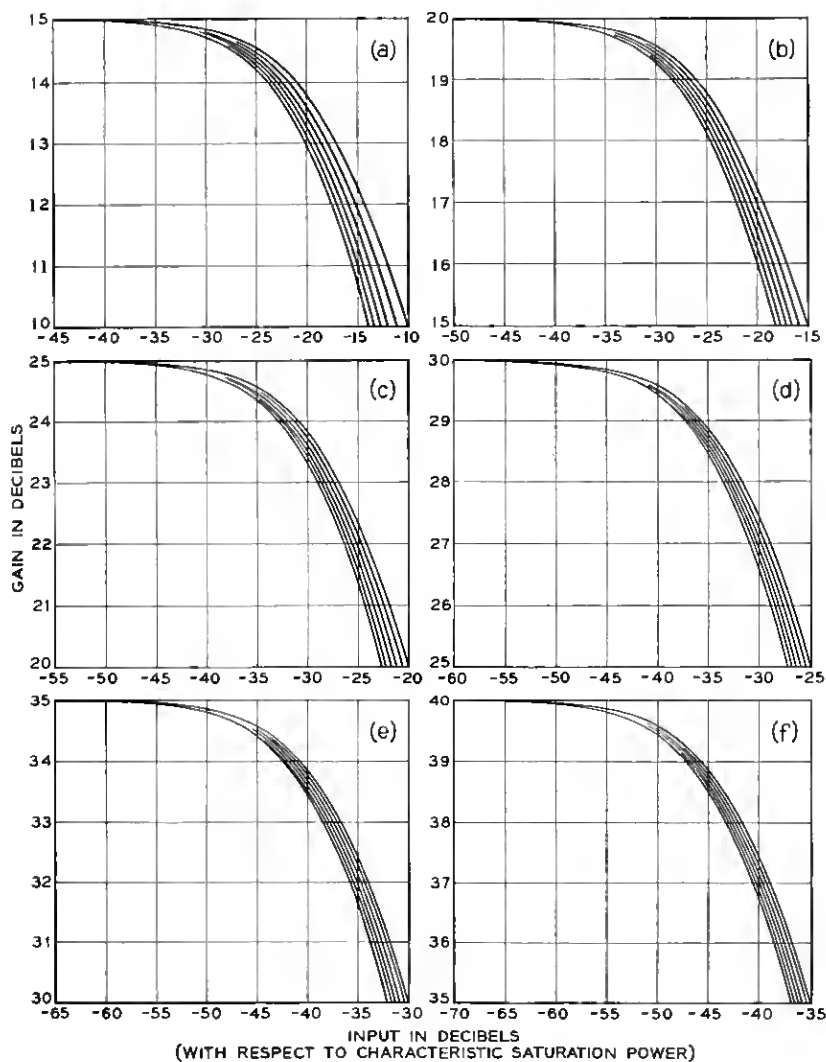 15
14
13
12
11
10
-45 -40 -35 -30 -25 -20 -15 -10
(a)
20
19
18
17
16
15
-50 -45 -40 -35 -30 -25 -20 -15
(b)
25
24
23
22
21
20
-55 -50 -45 -40 -35 -30 -25 -20
(c)
30
29
28
27
26
25
-60 -55 -50 -45 -40 -35 -30 -25
(d)
35
34
33
32
31
30
-65 -60 -55 -50 -45 -40 -35 -30
(e)
40
39
38
37
36
35
-70 -65 -60 -55 -50 -45 -40 -35
(f)
GAIN IN DECIBELS
INPUT IN DECIBELS
(WITH RESPECT TO CHARACTERISTIC SATURATION POWER)